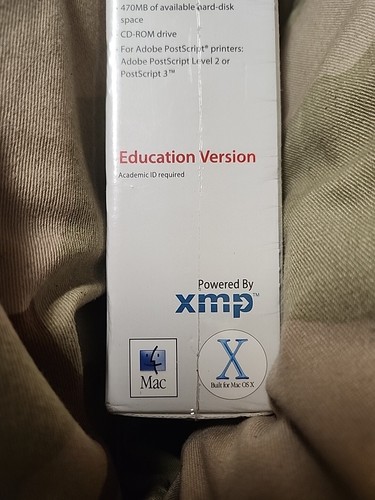 470MB of available hard-disk
space
CD-ROM drive
For Adobe PostScript® printers:
Adobe PostScript Level 2 or
PostScript 3™
Education Version
Academic ID required
Powered By
xmp™
Mac
X
Built for Mac OS X